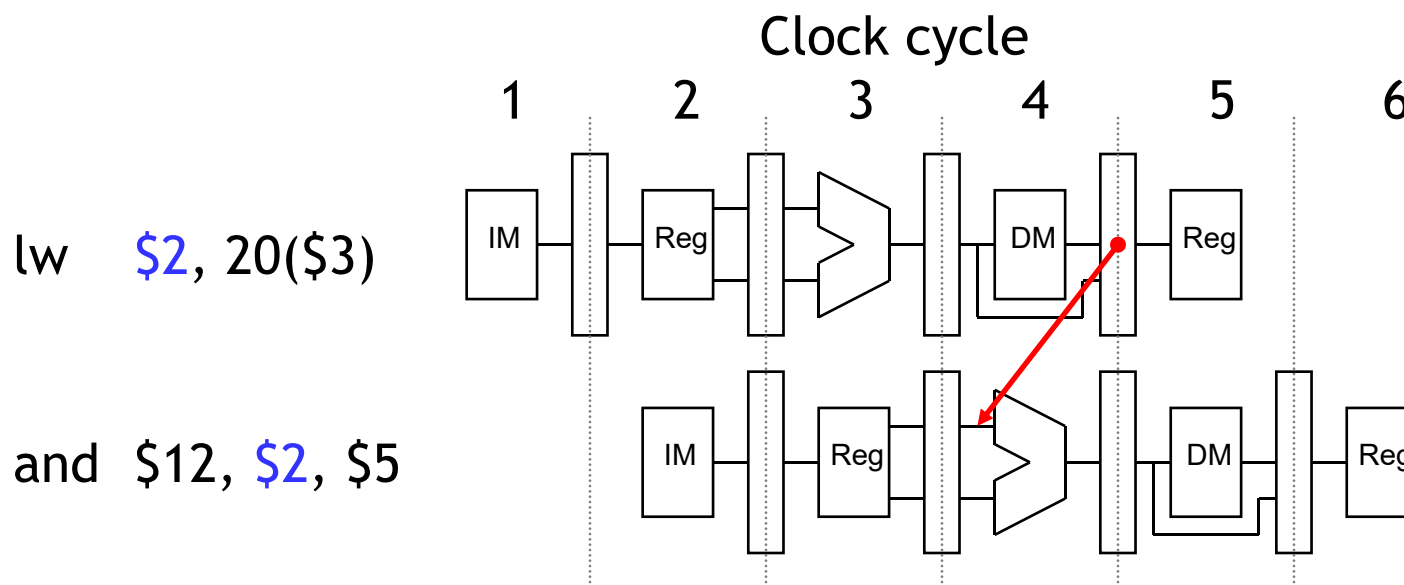 Clock cycle
1 2 3 4 5 6
IM Reg DM Reg
lw $2, 20($3)
IM Reg DM Reg
and $12, $2, $5